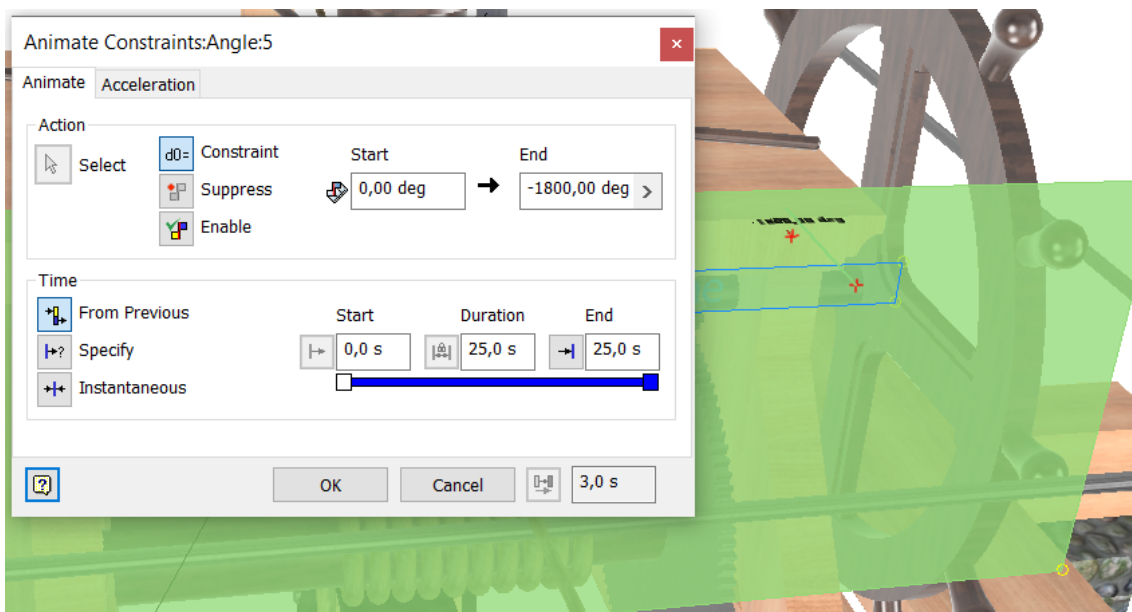 Animate Constraints:Angle:5
Animate Acceleration
Action
Select
d0= Constraint
Suppress
Enable
Start End
0,00 deg -1800,00 deg >
Time
From Previous
Specify
Instantaneous
Start Duration End
0,0 s 25,0 s 25,0 s
OK Cancel 3,0 s